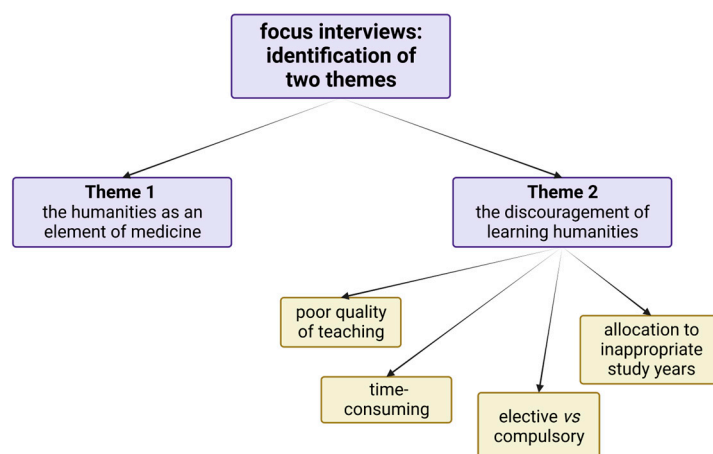 focus interviews:
identification of
two themes
Theme 1
the humanities as an
element of medicine
Theme 2
the discouragement of
learning humanities
poor quality
of teaching
time-
consuming
elective vs
compulsory
allocation to
inappropriate
study years